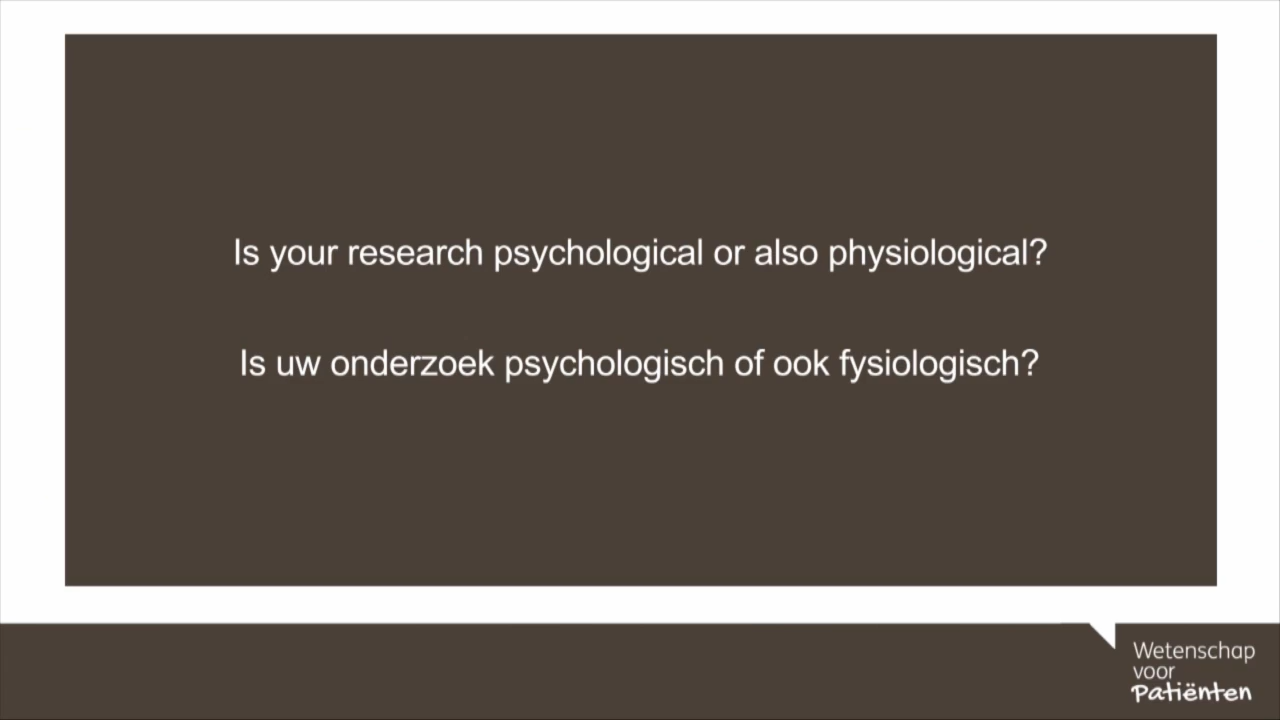 Is your research psychological or also physiological?
Is uw onderzoek psychologisch of ook fysiologisch?
Wetenschap
voor
Patiënten